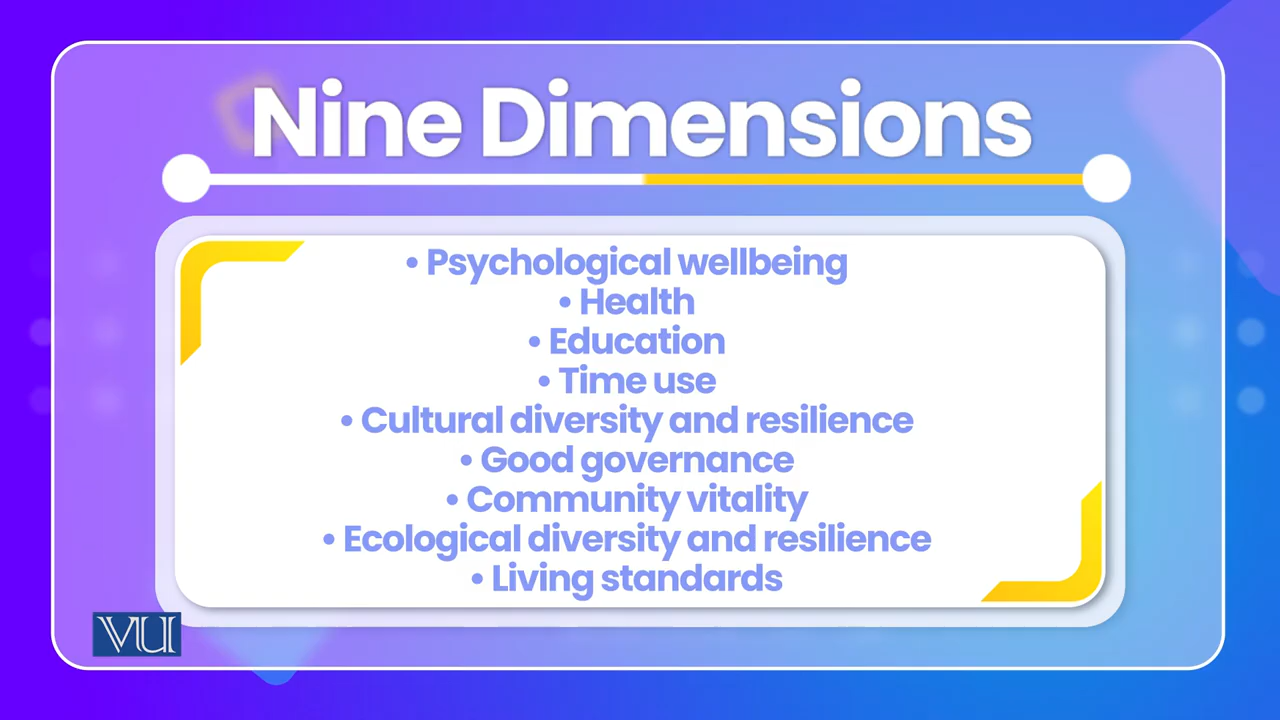 Nine Dimensions
• Psychological wellbeing
• Health
• Education
• Time use
• Cultural diversity and resilience
• Good governance
• Community vitality
• Ecological diversity and resilience
• Living standards
VU